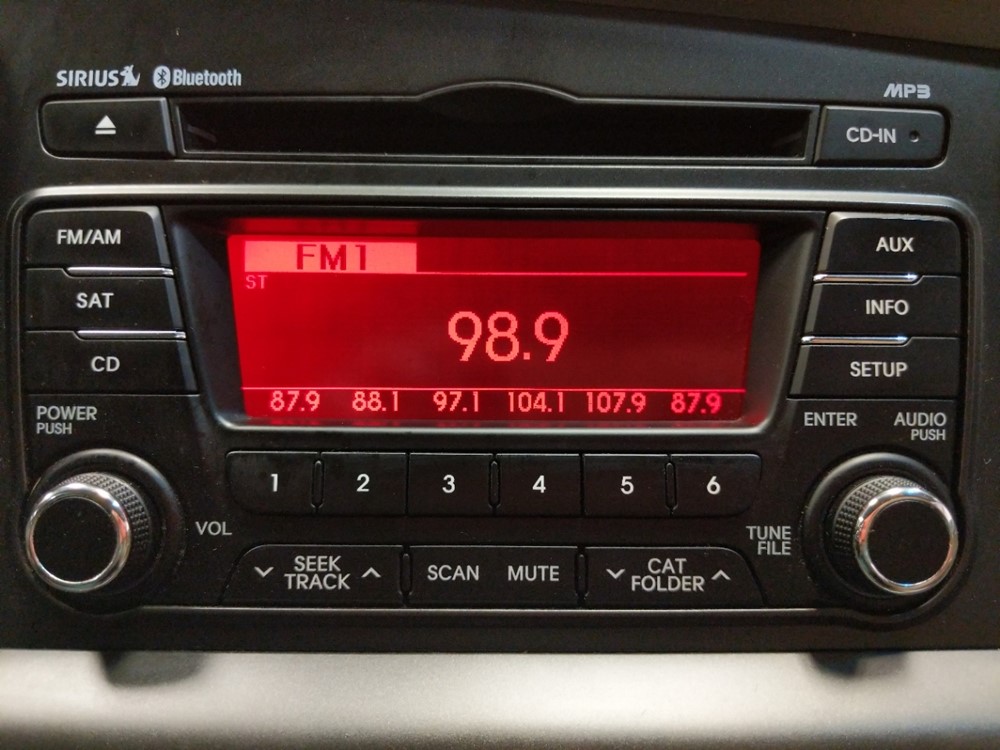 SIRIUS Bluetooth
MP3
CD-IN
FM/AM
SAT
CD
FM1
ST
98.9
87.9 88.1 97.1 104.1 107.9 87.9
AUX
INFO
SETUP
POWER
PUSH
ENTER
AUDIO
PUSH
1 2 3 4 5 6
VOL
TUNE
FILE
SEEK
TRACK
SCAN MUTE
CAT
FOLDER